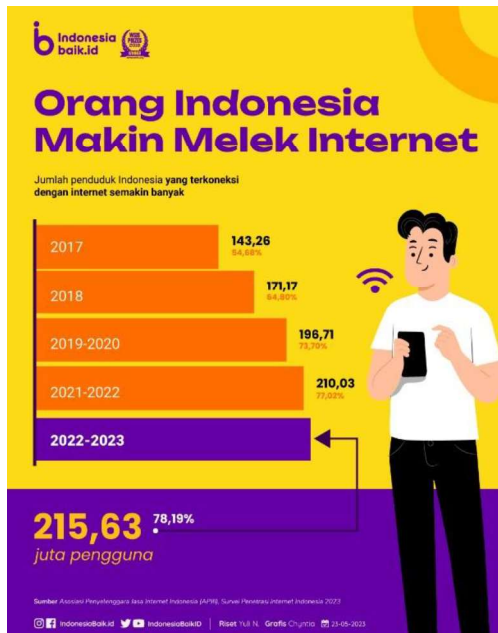 Indonesia
baik.id
Orang Indonesia
Makin Melek Internet
Jumlah penduduk Indonesia yang terkoneksi
dengan internet semakin banyak
2017
143,26
54,68%
2018
171,17
64,80%
2019-2020
196,71
73,70%
2021-2022
210,03
77,02%
2022-2023
215,63
78,19%
juta pengguna
Sumber Asosiasi Penyelenggara Jasa Internet Indonesia (APJII), Survei Penetrasi Internet Indonesia 2023
IndonesiaBaik.id IndonesiaBaikID Riset Yuli N. Grafis Chyntia 23-05-2023